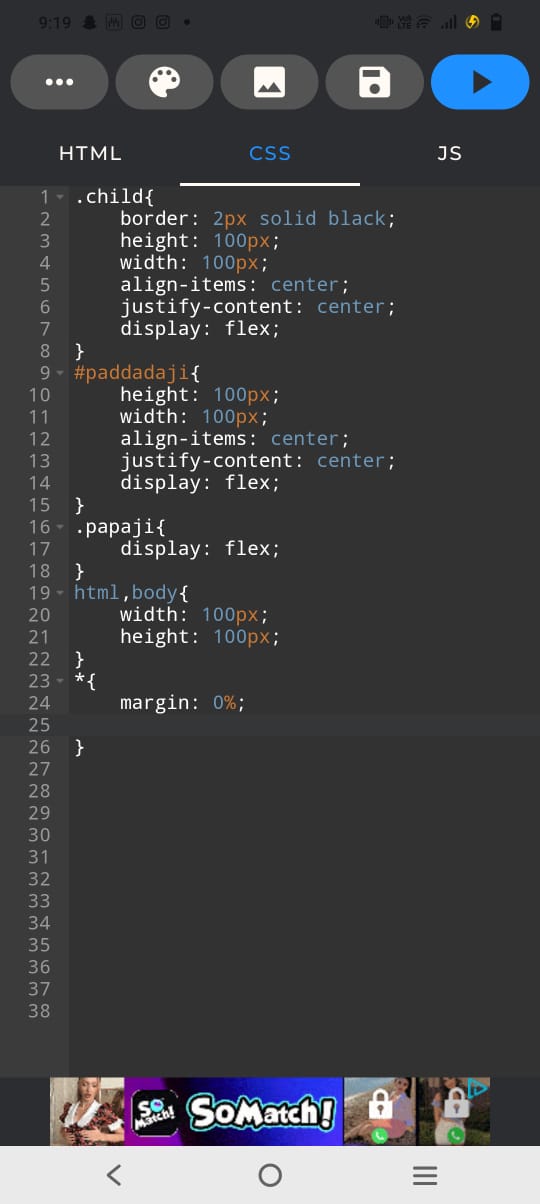 9:19
VoI
LTE
HTML CSS JS
1 .child{
2 border: 2px solid black;
3 height: 100px;
4 width: 100px;
5 align-items: center;
6 justify-content: center;
7 display: flex;
8 }
9 #paddadaji{
10 height: 100px;
11 width: 100px;
12 align-items: center;
13 justify-content: center;
14 display: flex;
15 }
16 .papaji{
17 display: flex;
18 }
19 html,body{
20 width: 100px;
21 height: 100px;
22 }
23 *{
24 margin: 0%;
25
26 }
27
28
29
30
31
32
33
34
35
36
37
38
So Match! SoMatch!